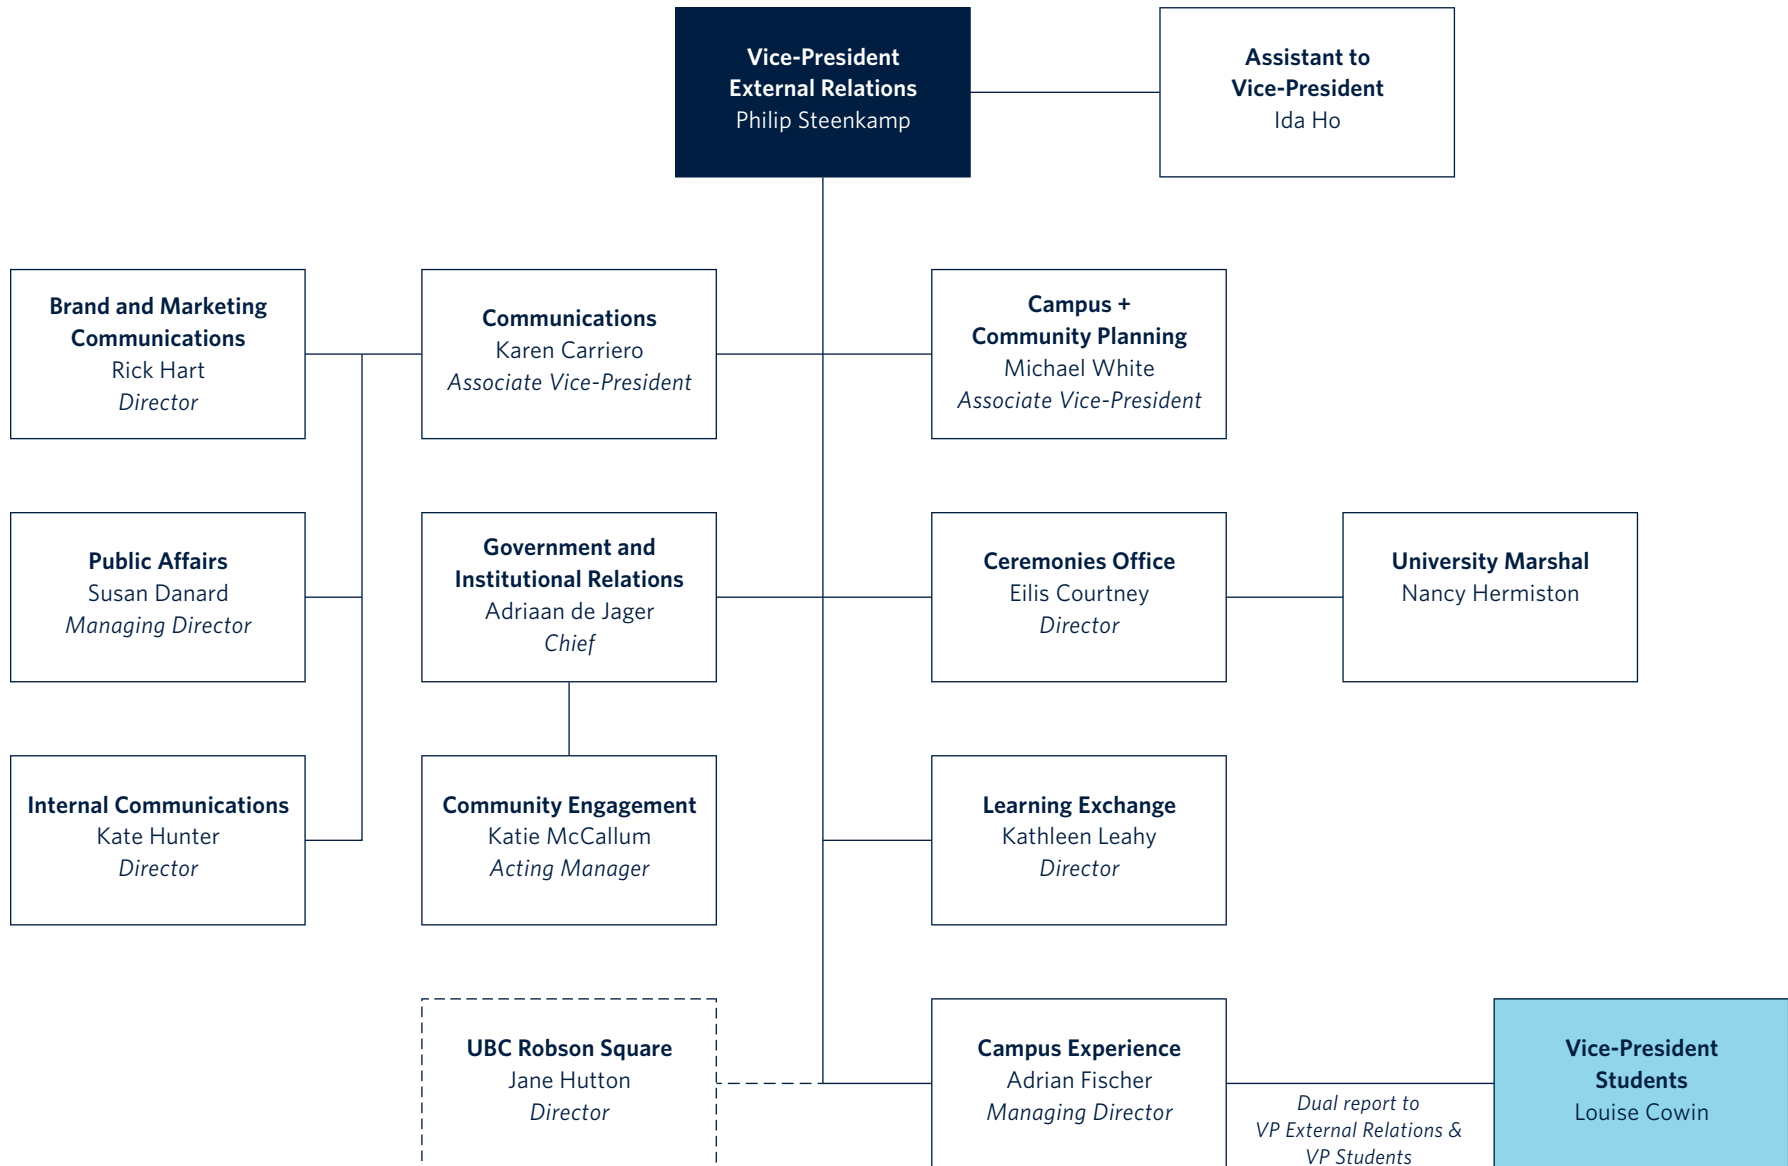 Vice-President
External Relations
Philip Steenkamp
Assistant to
Vice-President
Ida Ho
Brand and Marketing
Communications
Rick Hart
Director
Communications
Karen Carriero
Associate Vice-President
Campus +
Community Planning
Michael White
Associate Vice-President
Public Affairs
Susan Danard
Managing Director
Government and
Institutional Relations
Adriaan de Jager
Chief
Ceremonies Office
Eilis Courtney
Director
University Marshal
Nancy Hermiston
Internal Communications
Kate Hunter
Director
Community Engagement
Katie McCallum
Acting Manager
Learning Exchange
Kathleen Leahy
Director
UBC Robson Square
Jane Hutton
Director
Campus Experience
Adrian Fischer
Managing Director
Dual report to
VP External Relations &
VP Students
Vice-President
Students
Louise Cowin